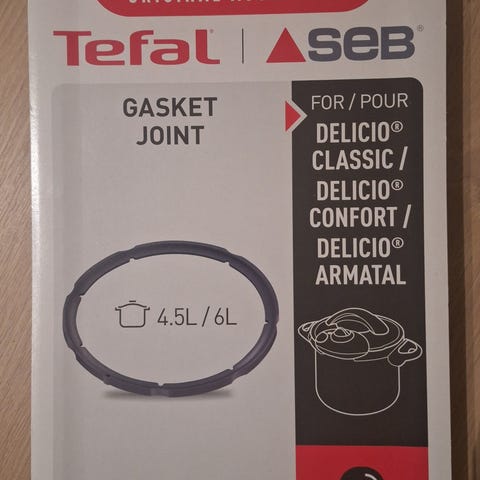 Tefal | SEB®
GASKET
JOINT
FOR / POUR
DELICIO®
CLASSIC /
DELICIO®
CONFORT /
DELICIO®
ARMATAL
4.5L / 6L